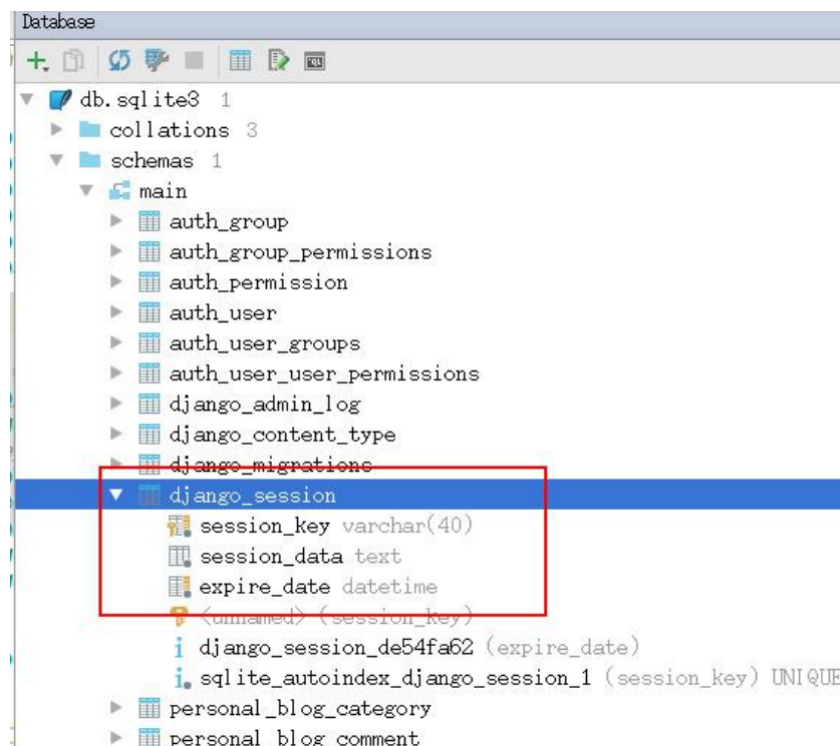 Database
db.sqlite3 1
collations 3
schemas 1
main
auth_group
auth_group_permissions
auth_permission
auth_user
auth_user_groups
auth_user_user_permissions
django_admin_log
django_content_type
django_migrations
django_session
session_key varchar(40)
session_data text
expire_date datetime
<unnamed> (session_key)
django_session_de54fa62 (expire_date)
sqlite_autoindex_django_session_1 (session_key) UNIQUE
personal_blog_category
personal_blog_comment